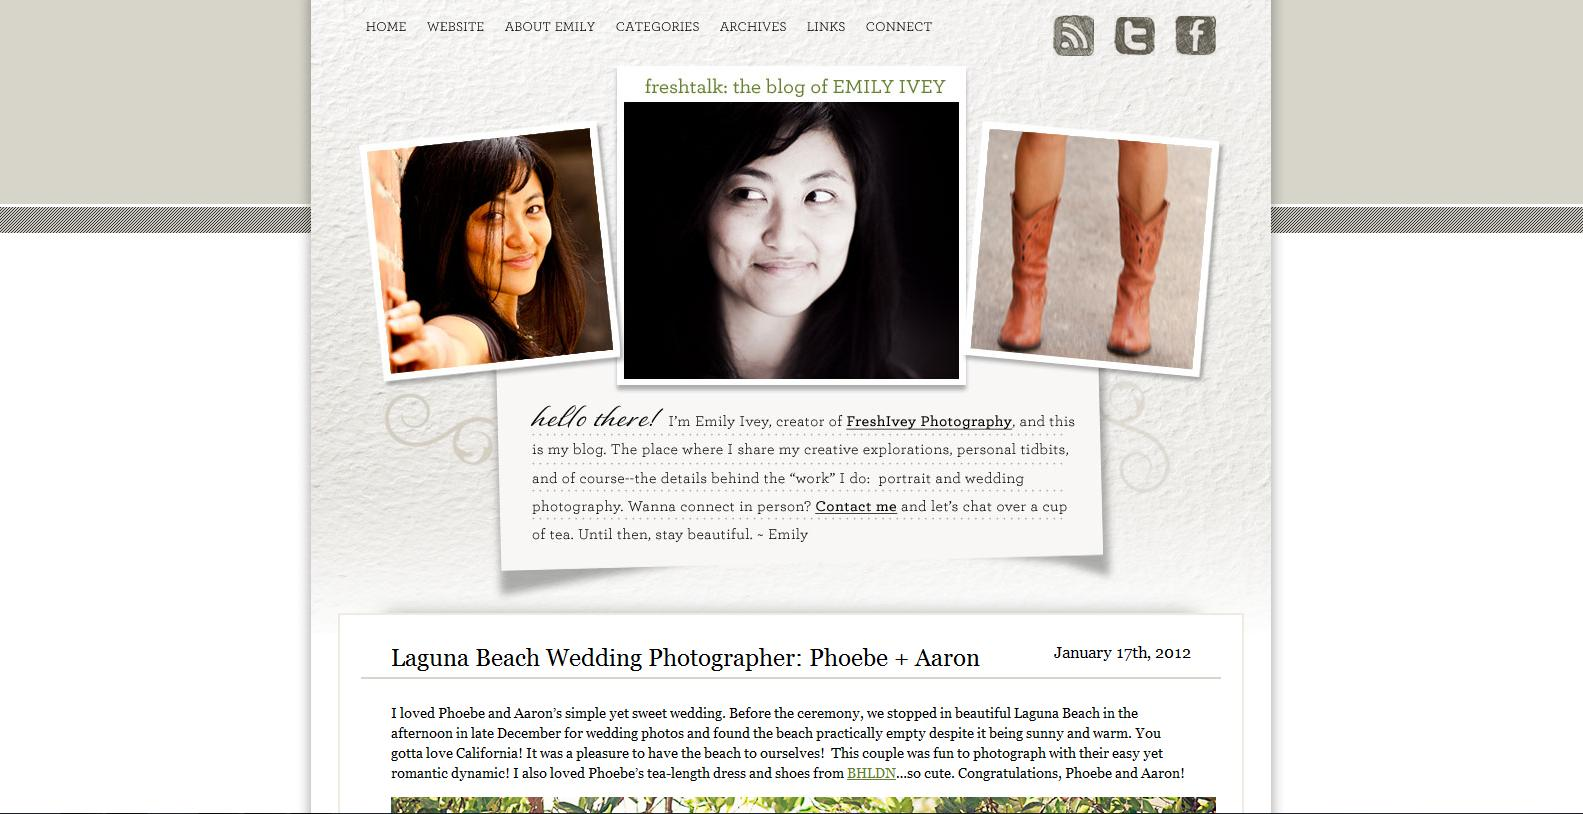 HOME WEBSITE ABOUT EMILY CATEGORIES ARCHIVES LINKS CONNECT
freshtalk: the blog of EMILY IVEY
hello there! I'm Emily Ivey, creator of FreshIvey Photography, and this
is my blog. The place where I share my creative explorations, personal tidbits,
and of course--the details behind the “work” I do:  portrait and wedding
photography. Wanna connect in person? Contact me and let's chat over a cup
of tea. Until then, stay beautiful. ~ Emily
Laguna Beach Wedding Photographer: Phoebe + Aaron
January 17th, 2012
I loved Phoebe and Aaron’s simple yet sweet wedding. Before the ceremony, we stopped in beautiful Laguna Beach in the
afternoon in late December for wedding photos and found the beach practically empty despite it being sunny and warm. You
gotta love California! It was a pleasure to have the beach to ourselves!  This couple was fun to photograph with their easy yet
romantic dynamic! I also loved Phoebe’s tea-length dress and shoes from BHLDN…so cute. Congratulations, Phoebe and Aaron!